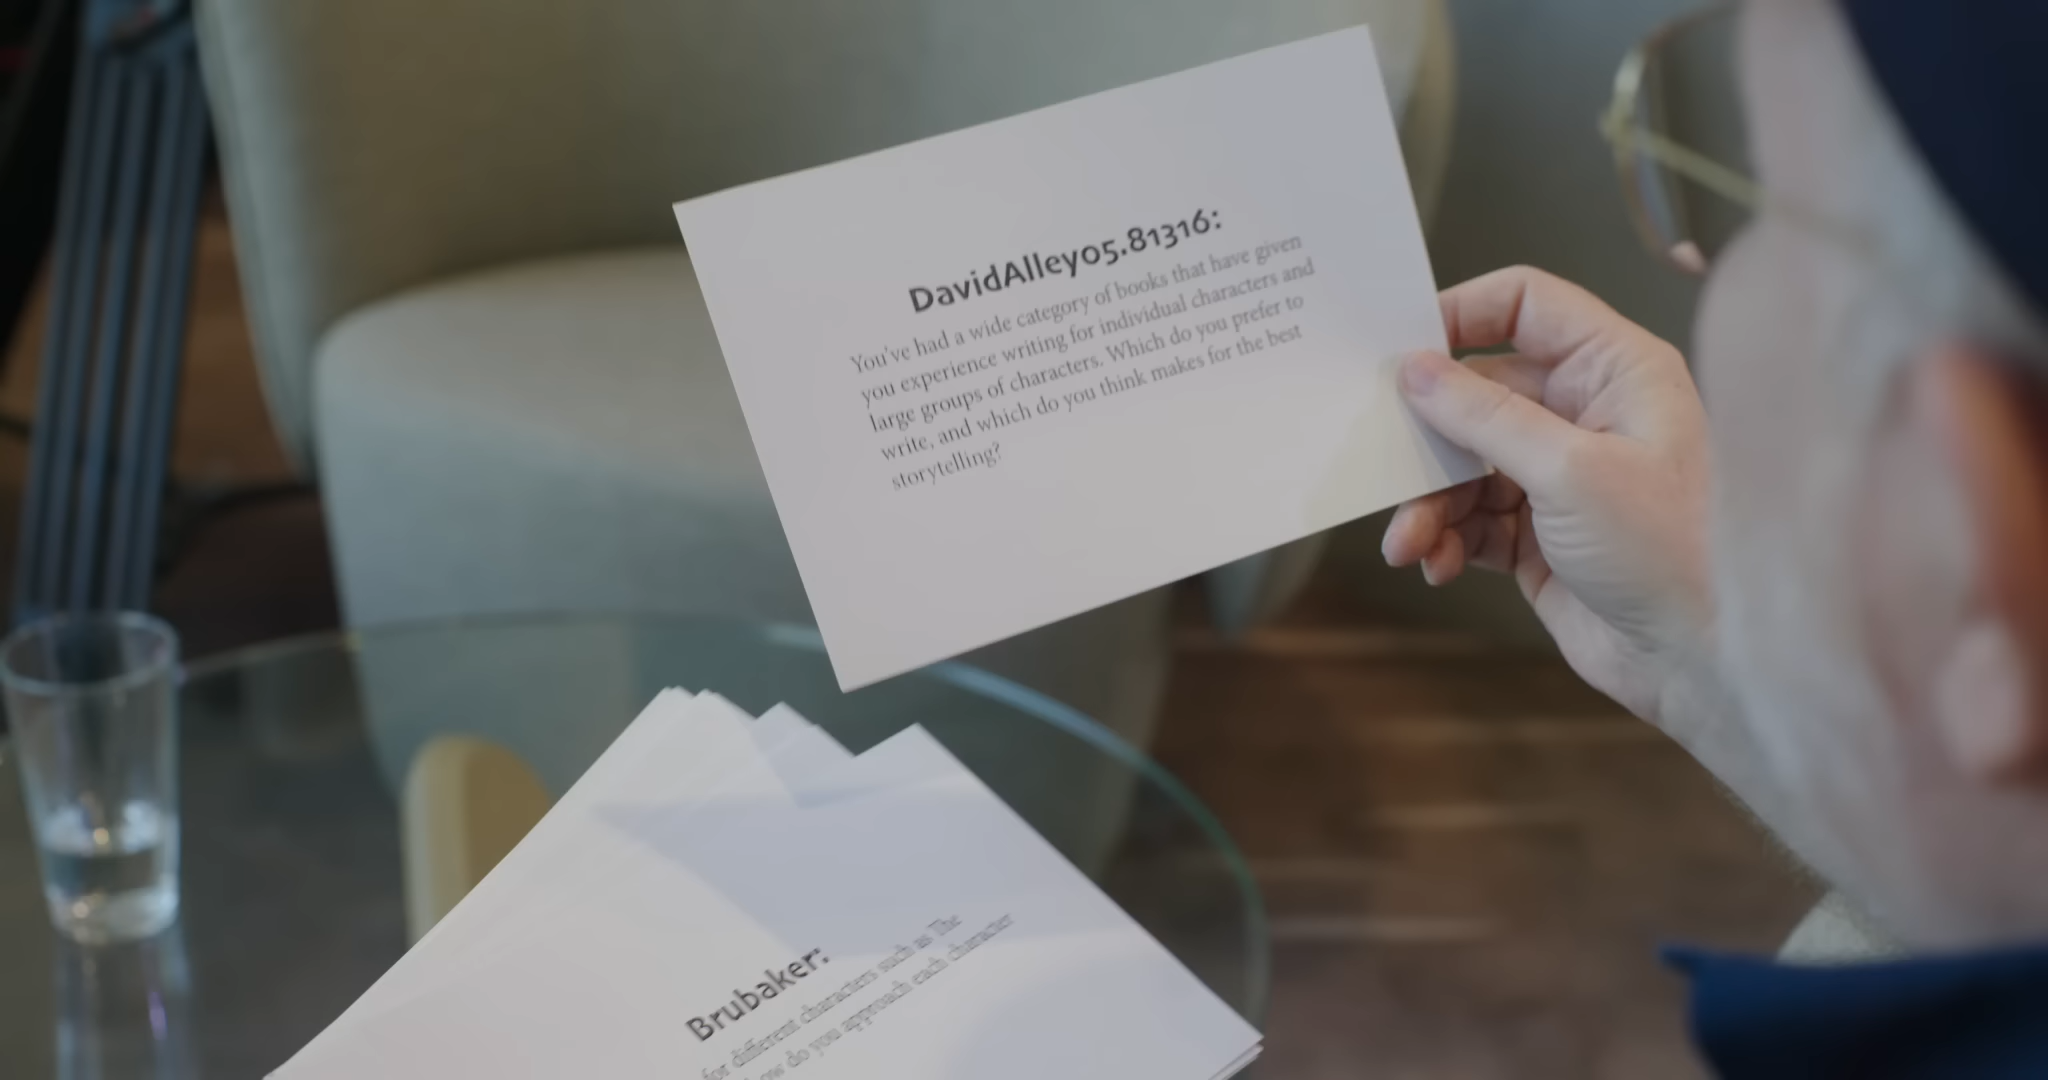 DavidAlley05.81316:
You've had a wide category of books that have given
you experience writing for individual characters and
large groups of characters. Which do you prefer to
write, and which do you think makes for the best
storytelling?
Brubaker:
for different characters such as The
how do you approach each character